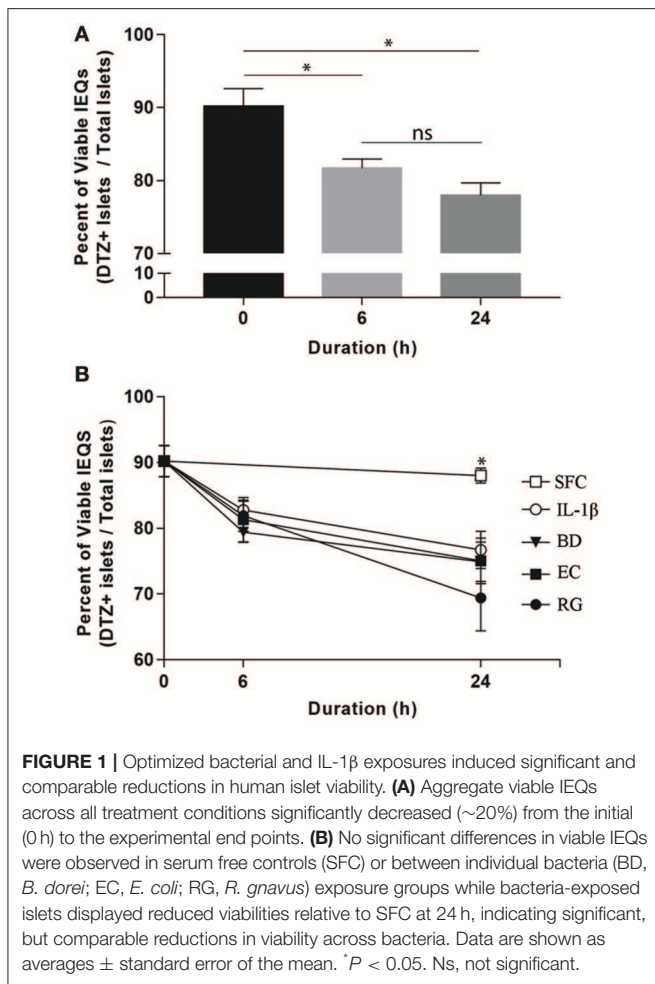 A
*
*
ns
100
90
80
70
10
0
Pecent of Viable IEQs
(DTZ+ Islets / Total Islets)
0 6 24
Duration (h)
B
100
90
80
70
60
Percent of Viable IEQS
(DTZ+ islets / Total islets)
*
SFC
IL-1β
BD
EC
RG
0 6 24
Duration (h)
FIGURE 1 | Optimized bacterial and IL-1β exposures induced significant and
comparable reductions in human islet viability. (A) Aggregate viable IEQs
across all treatment conditions significantly decreased (~20%) from the initial
(0 h) to the experimental end points. (B) No significant differences in viable IEQs
were observed in serum free controls (SFC) or between individual bacteria (BD,
B. dorei; EC, E. coli; RG, R. gnavus) exposure groups while bacteria-exposed
islets displayed reduced viabilities relative to SFC at 24 h, indicating significant,
but comparable reductions in viability across bacteria. Data are shown as
averages ± standard error of the mean. *P < 0.05. Ns, not significant.